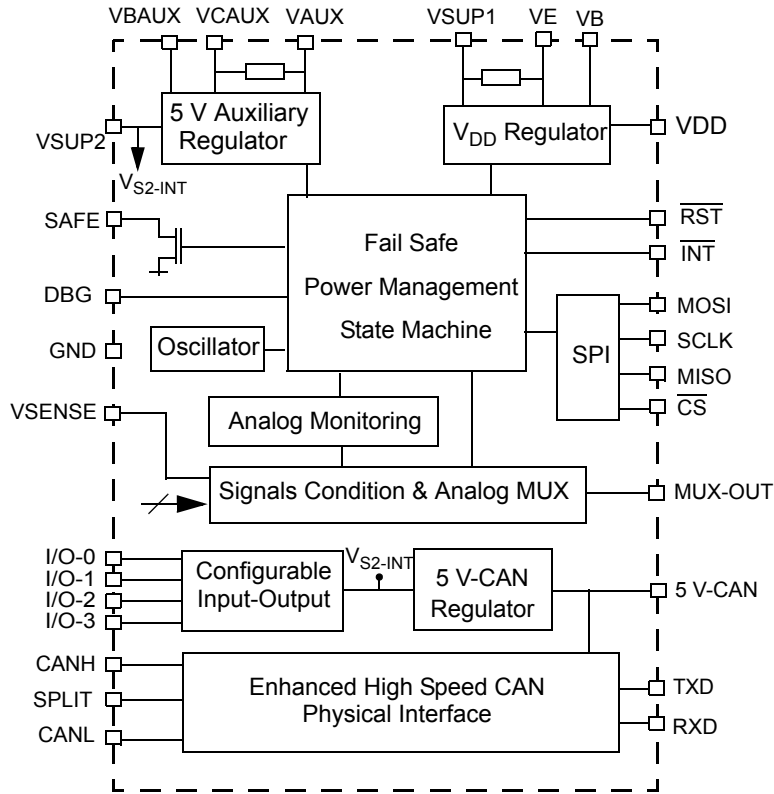 VBAUX VCAUX VAUX VSUP1 VE VB
5 V Auxiliary
Regulator
V_DD Regulator
VDD
VSUP2
V_S2-INT
SAFE
RST
Fail Safe
INT
DBG
Power Management
MOSI
State Machine
SPI
SCLK
GND
Oscillator
MISO
VSENSE
CS
Analog Monitoring
Signals Condition & Analog MUX
MUX-OUT
I/O-0
I/O-1
I/O-2
I/O-3
Configurable
Input-Output
V_S2-INT
5 V-CAN
Regulator
5 V-CAN
CANH
SPLIT
CANL
Enhanced High Speed CAN
Physical Interface
TXD
RXD